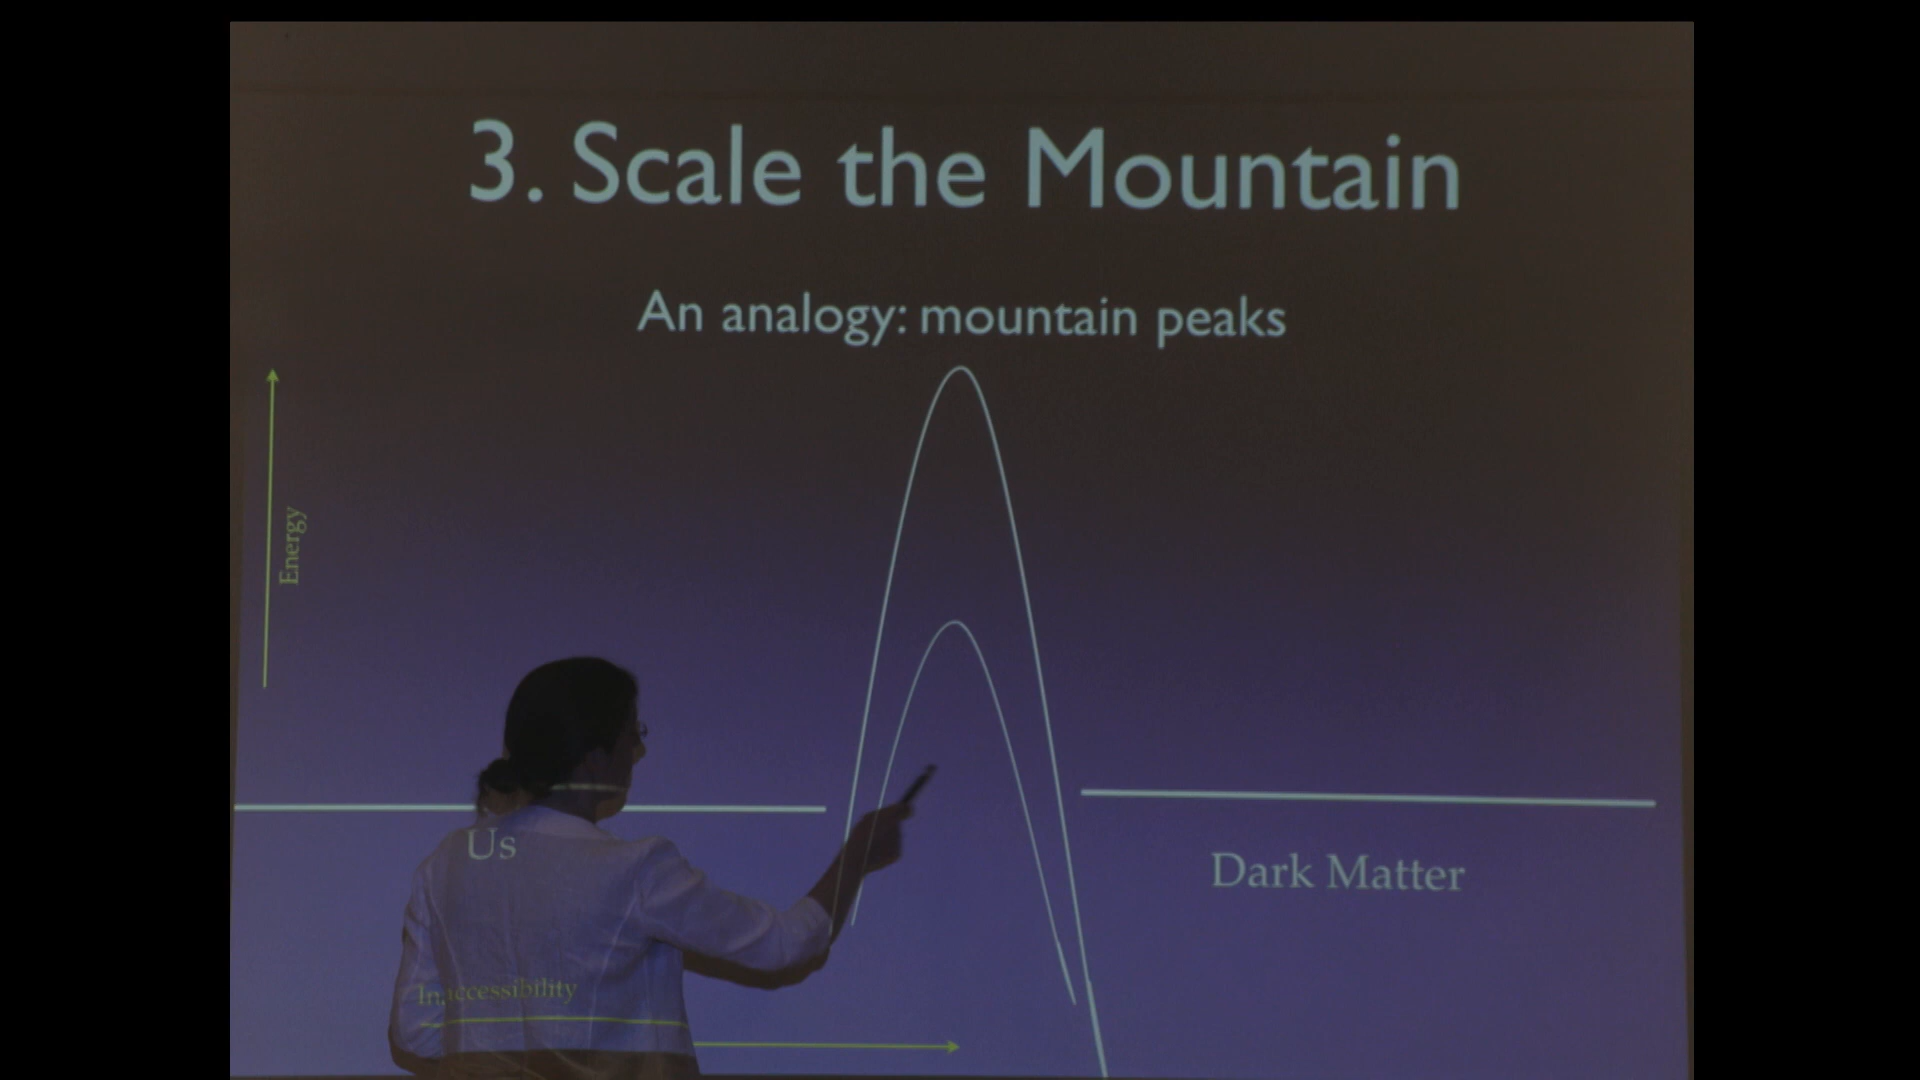 3. Scale the Mountain
An analogy: mountain peaks
Energy
Us
Dark Matter
Inaccessibility